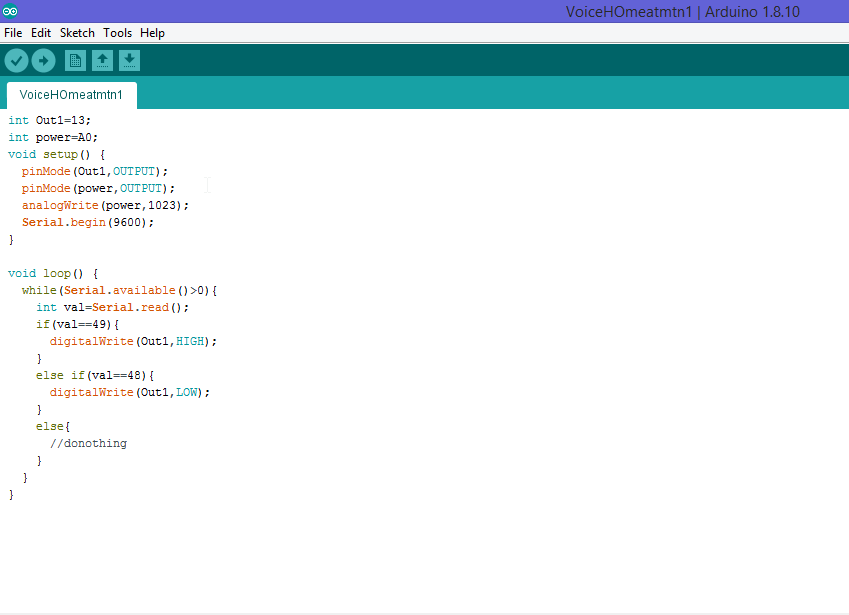 VoiceHOmeatmtn1 | Arduino 1.8.10
File Edit Sketch Tools Help
VoiceHOmeatmtn1
int Out1=13;
int power=A0;
void setup() {
  pinMode(Out1,OUTPUT);
  pinMode(power,OUTPUT);
  analogWrite(power,1023);
  Serial.begin(9600);
}

void loop() {
  while(Serial.available()>0){
    int val=Serial.read();
    if(val==49){
      digitalWrite(Out1,HIGH);
    }
    else if(val==48){
      digitalWrite(Out1,LOW);
    }
    else{
      //donothing
    }
  }
}